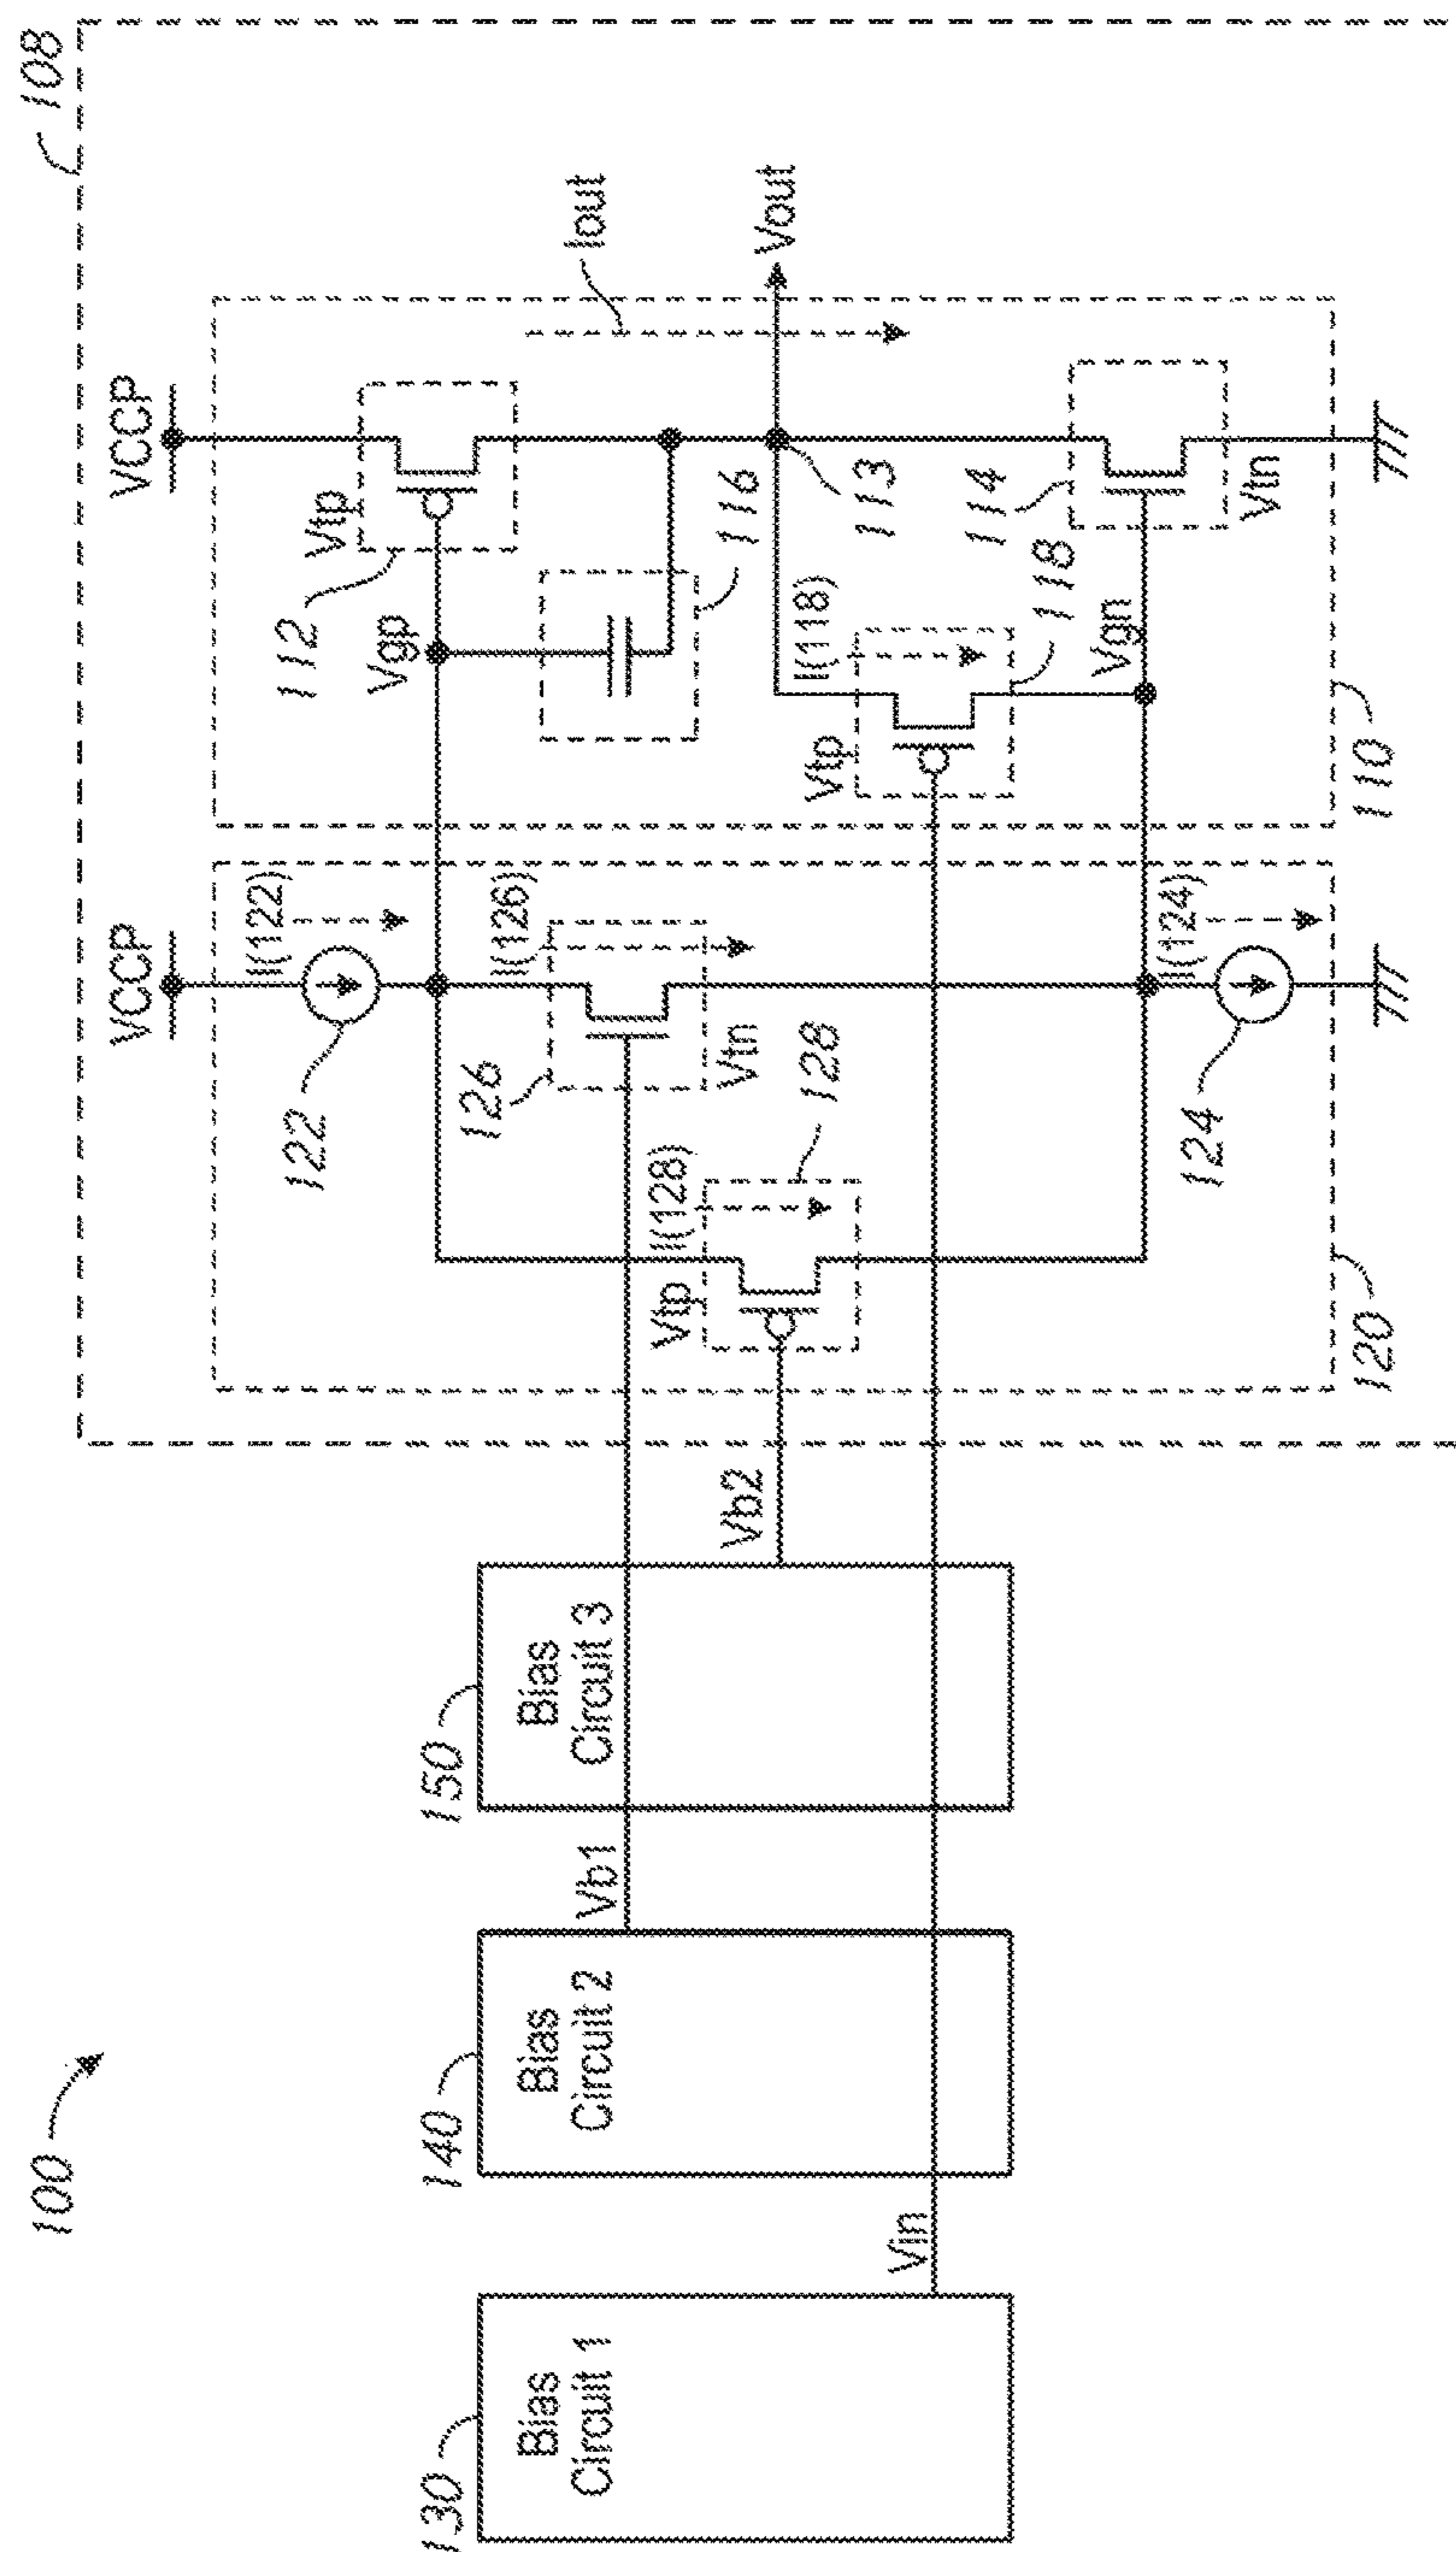 100
108
130
Bias
Circuit 1
Vin
140
Bias
Circuit 2
Vb1
150
Bias
Circuit 3
Vb2
VCCP
I(122)
122
I(126)
126
Vtn
I(128)
Vtp
128
I(124)
124
120
VCCP
Vtp
112
Vgp
116
Iout
Vout
113
I(118)
Vtp
118
114
Vgn
Vtn
110